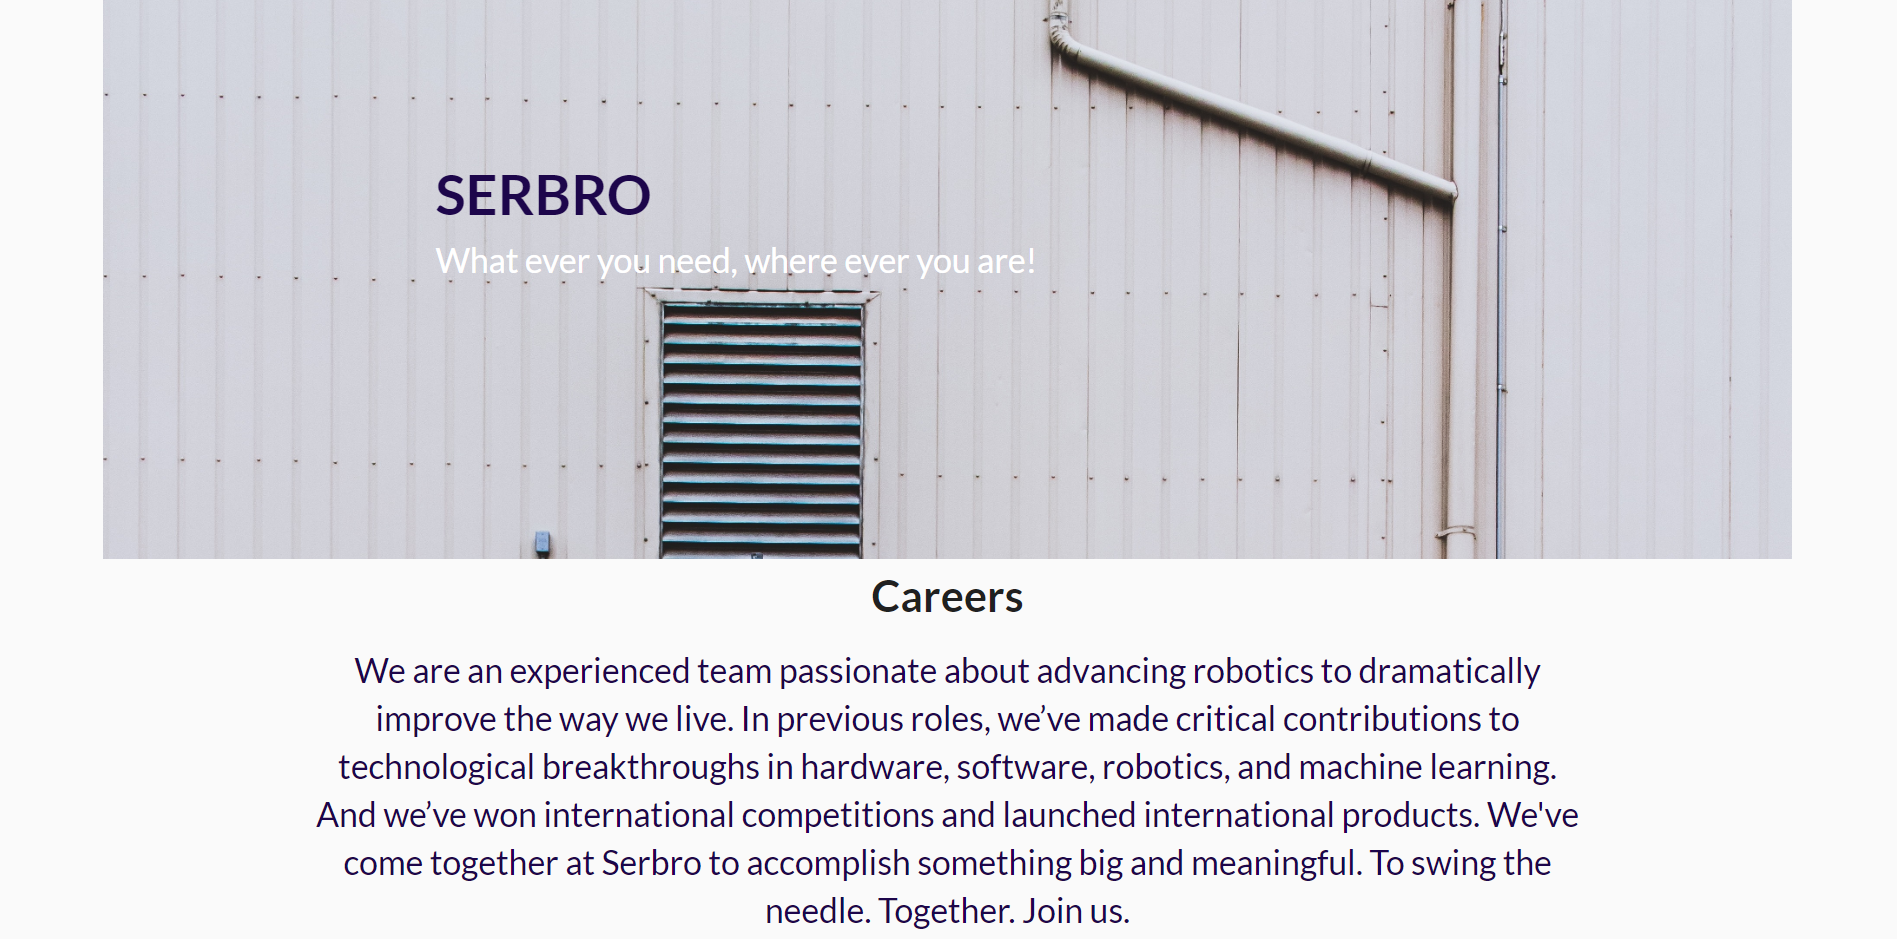 SERBRO
What ever you need, where ever you are!
Careers
We are an experienced team passionate about advancing robotics to dramatically
improve the way we live. In previous roles, we’ve made critical contributions to
technological breakthroughs in hardware, software, robotics, and machine learning.
And we’ve won international competitions and launched international products. We've
come together at Serbro to accomplish something big and meaningful. To swing the
needle. Together. Join us.